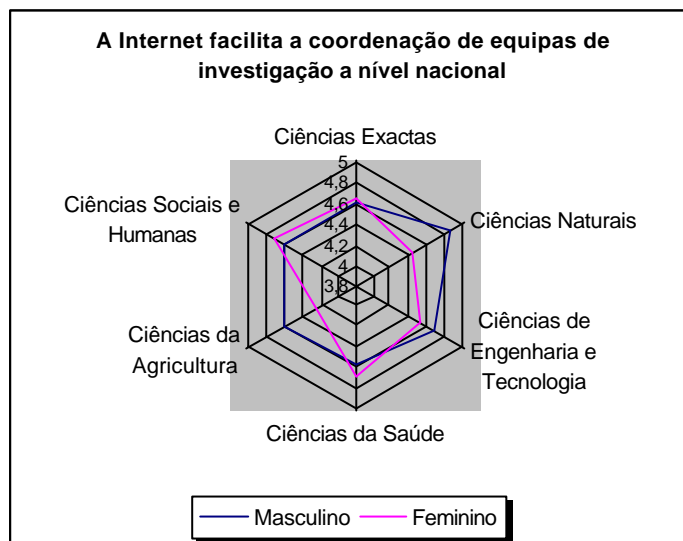 A Internet facilita a coordenação de equipas de
investigação a nível nacional
Ciências Exactas
5
4,8
4,6
4,4
4,2
4
3,8
Ciências Naturais
Ciências de
Engenharia e
Tecnologia
Ciências da Saúde
Ciências da
Agricultura
Ciências Sociais e
Humanas
Masculino
Feminino